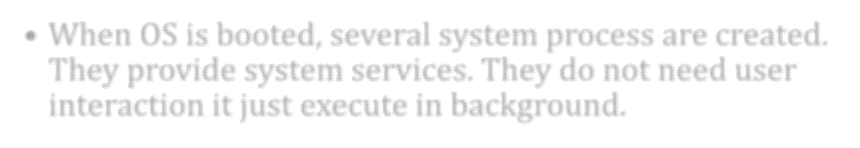 • When OS is booted, several system process are created.
They provide system services. They do not need user
interaction it just execute in background.